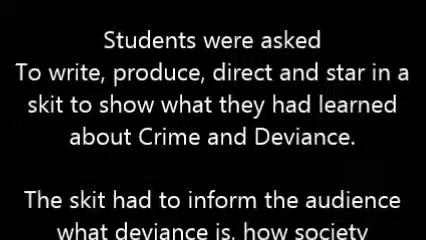 Students were asked
To write, produce, direct and star in a
skit to show what they had learned
about Crime and Deviance.
The skit had to inform the audience
what deviance is, how society